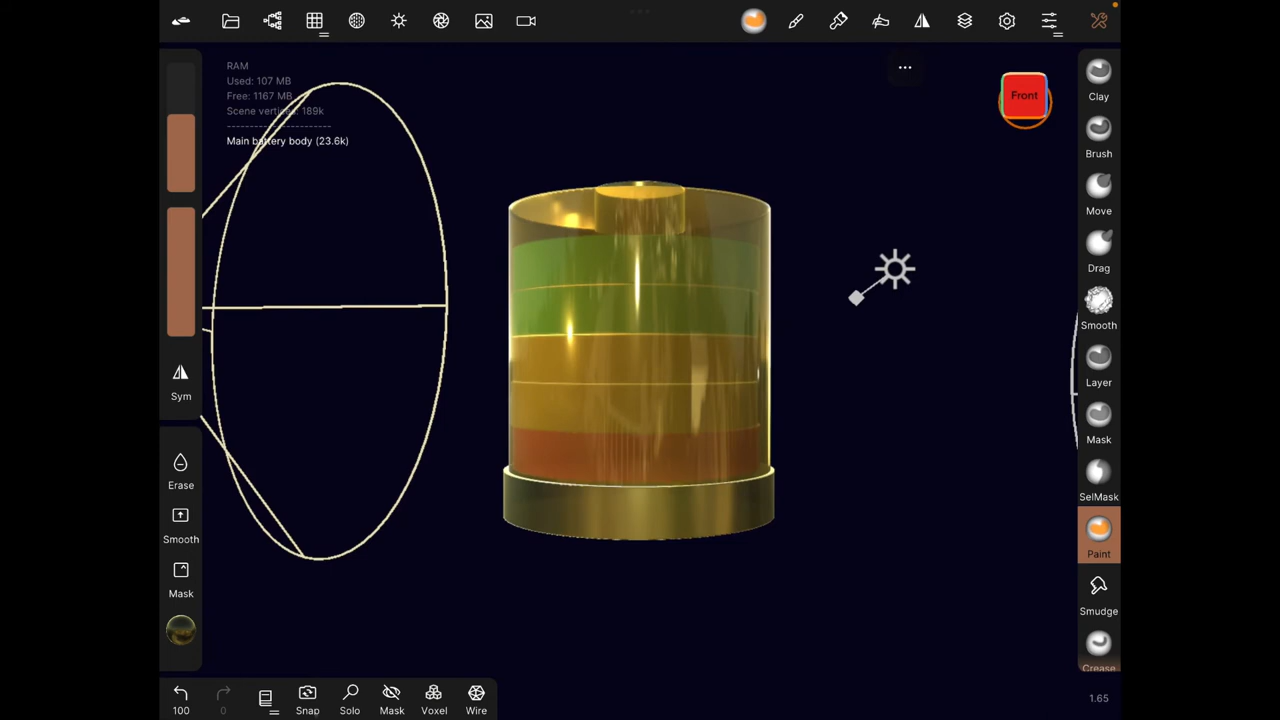 RAM
Used: 107 MB
Free: 1167 MB
Scene vertices: 189k
-----------------------
Main battery body (23.6k)
Front
Clay
Brush
Move
Drag
Smooth
Layer
Mask
SelMask
Paint
Smudge
Crease
Sym
Erase
Smooth
Mask
100
0
Snap
Solo
Mask
Voxel
Wire
1.65